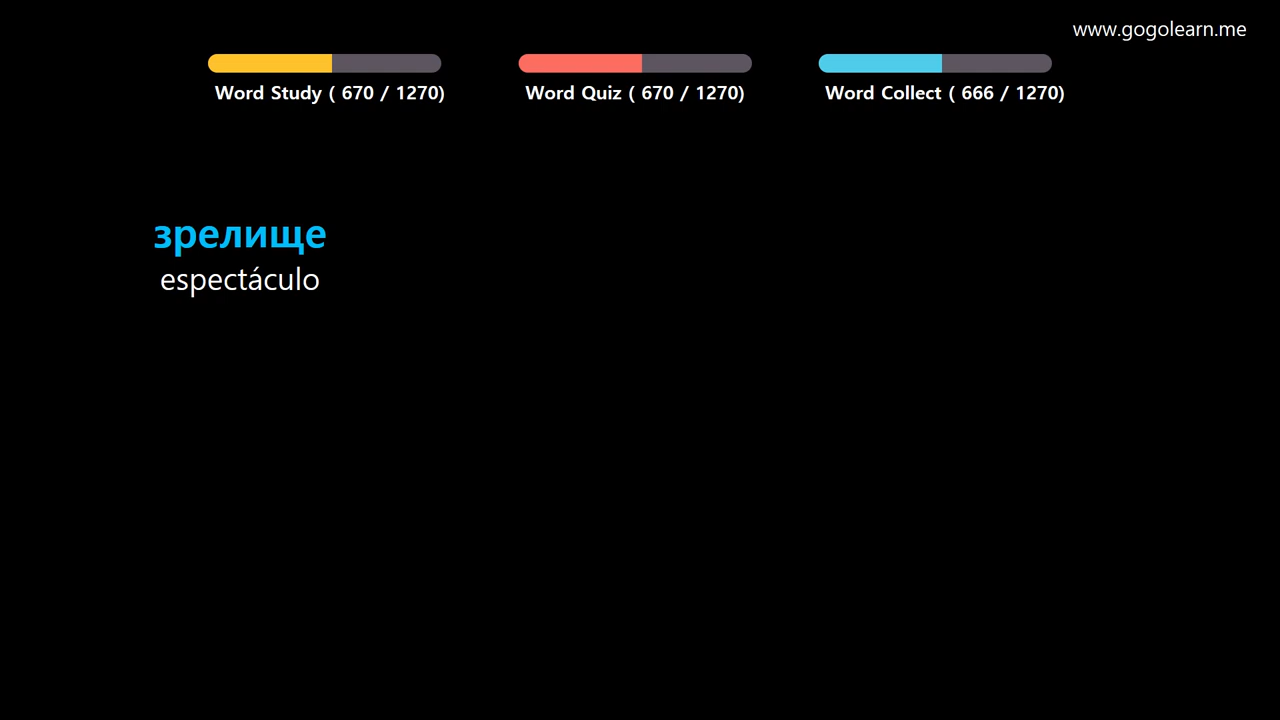 www.gogolearn.me
Word Study ( 670 / 1270)
Word Quiz ( 670 / 1270)
Word Collect ( 666 / 1270)
зрелище
espectáculo